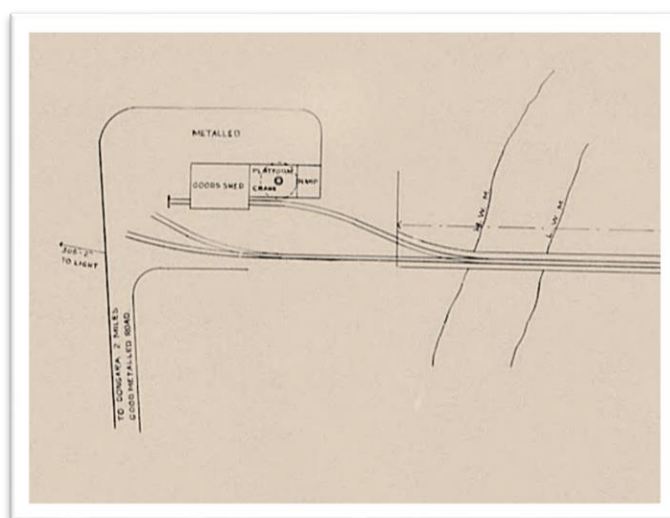 METALLED
PLATFORM
GOODS SHED
CRANE
RAMP
H W M
L W M
TO LIGHT
TO DONGARA 2 MILES
GOOD METALLED ROAD